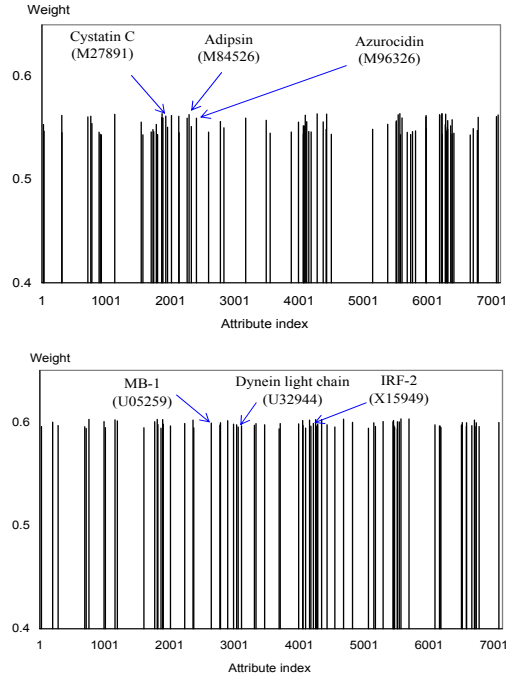 Weight
Cystatin C
(M27891)
Adipsin
(M84526)
Azurocidin
(M96326)
0.6
0.5
0.4
1 1001 2001 3001 4001 5001 6001 7001
Attribute index
Weight
MB-1
(U05259)
Dynein light chain
(U32944)
IRF-2
(X15949)
0.6
0.5
0.4
1 1001 2001 3001 4001 5001 6001 7001
Attribute index